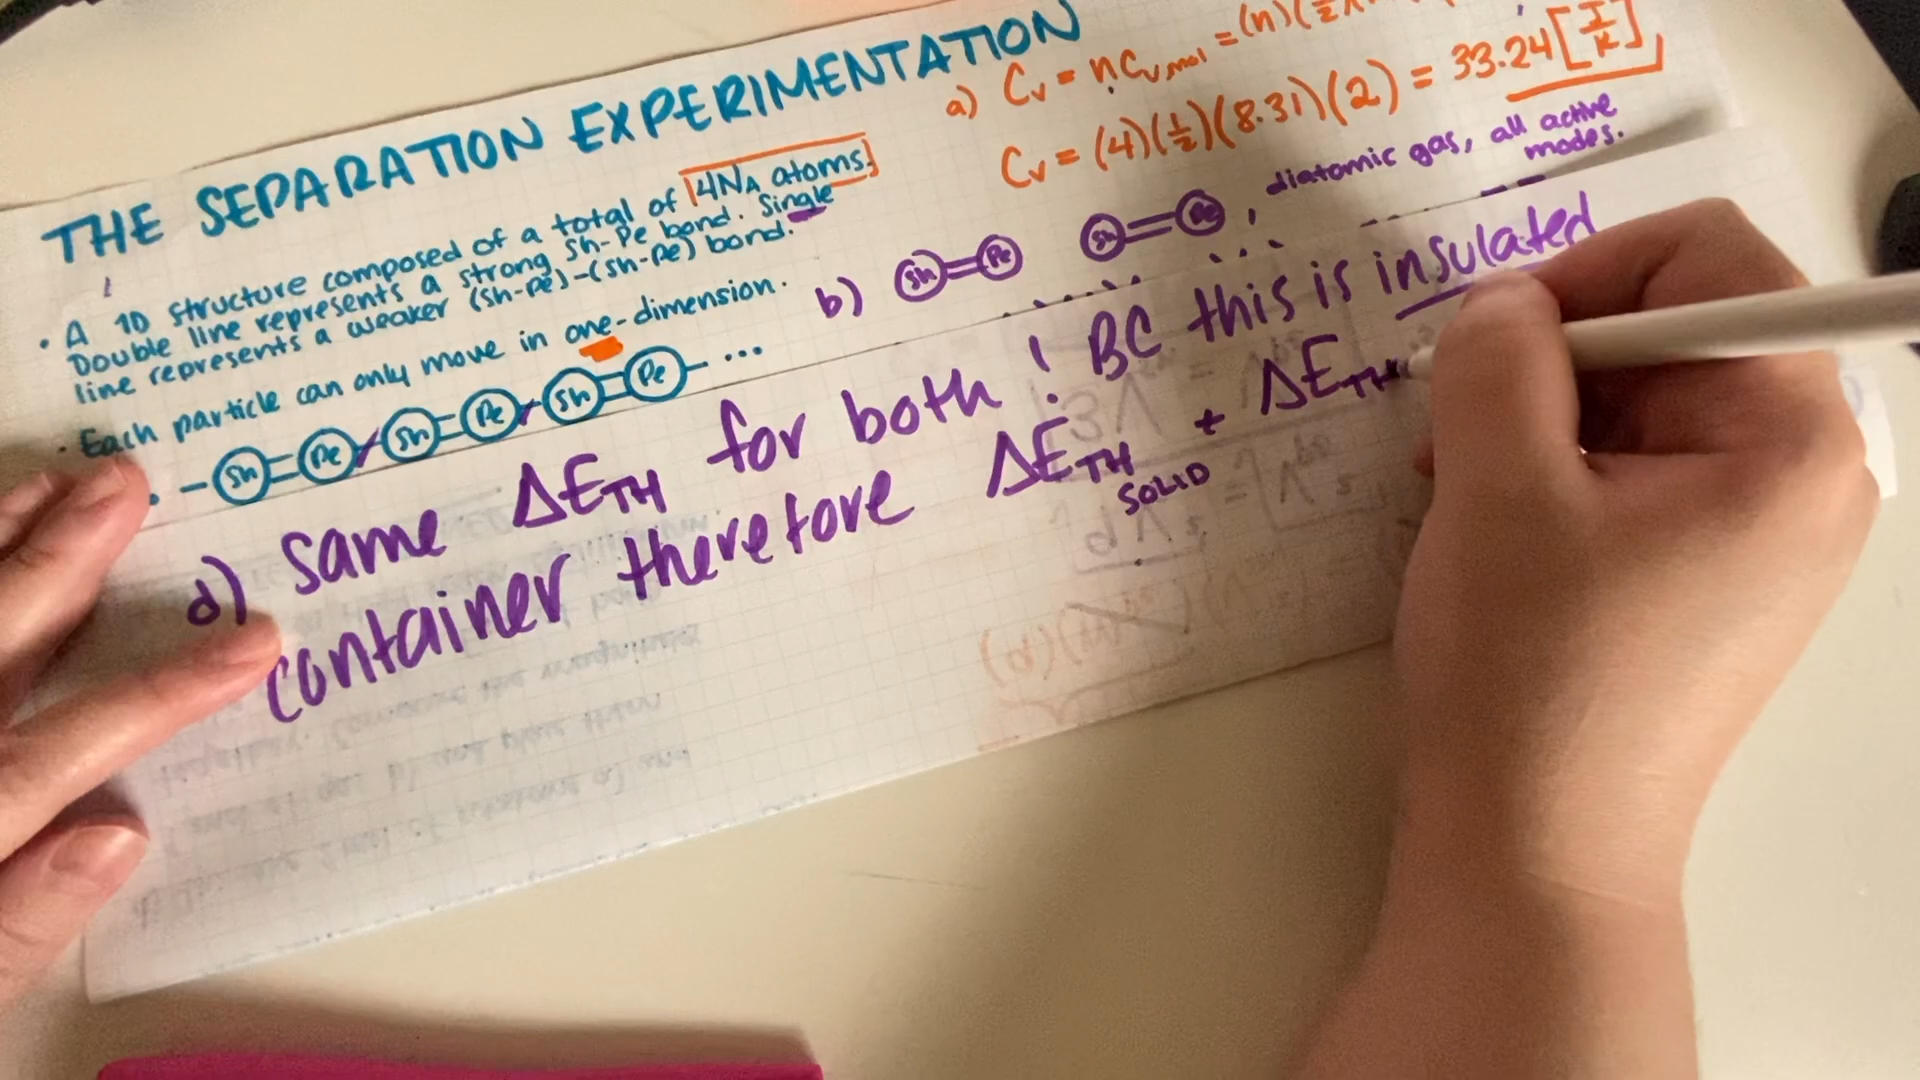 THE SEPARATION EXPERIMENTATION
• A 1D structure composed of a total of 4NA atoms.
Double line represents a strong Sh-Pe bond. Single
line represents a weaker (Sh-Pe)-(Sh-Pe) bond.
• Each particle can only move in one-dimension.
- Sh = Pe - Sh = Pe - Sh = Pe - ...
a) Cv = nCv,mol = (n)(½
Cv = (4)(½)(8.31)(2) = 33.24 [J/K]
b) Sh = Pe Sh = Pe , diatomic gas, all active
modes.
d) same ΔETH for both! BC this is insulated
container therefore ΔETH SOLID + ΔETH